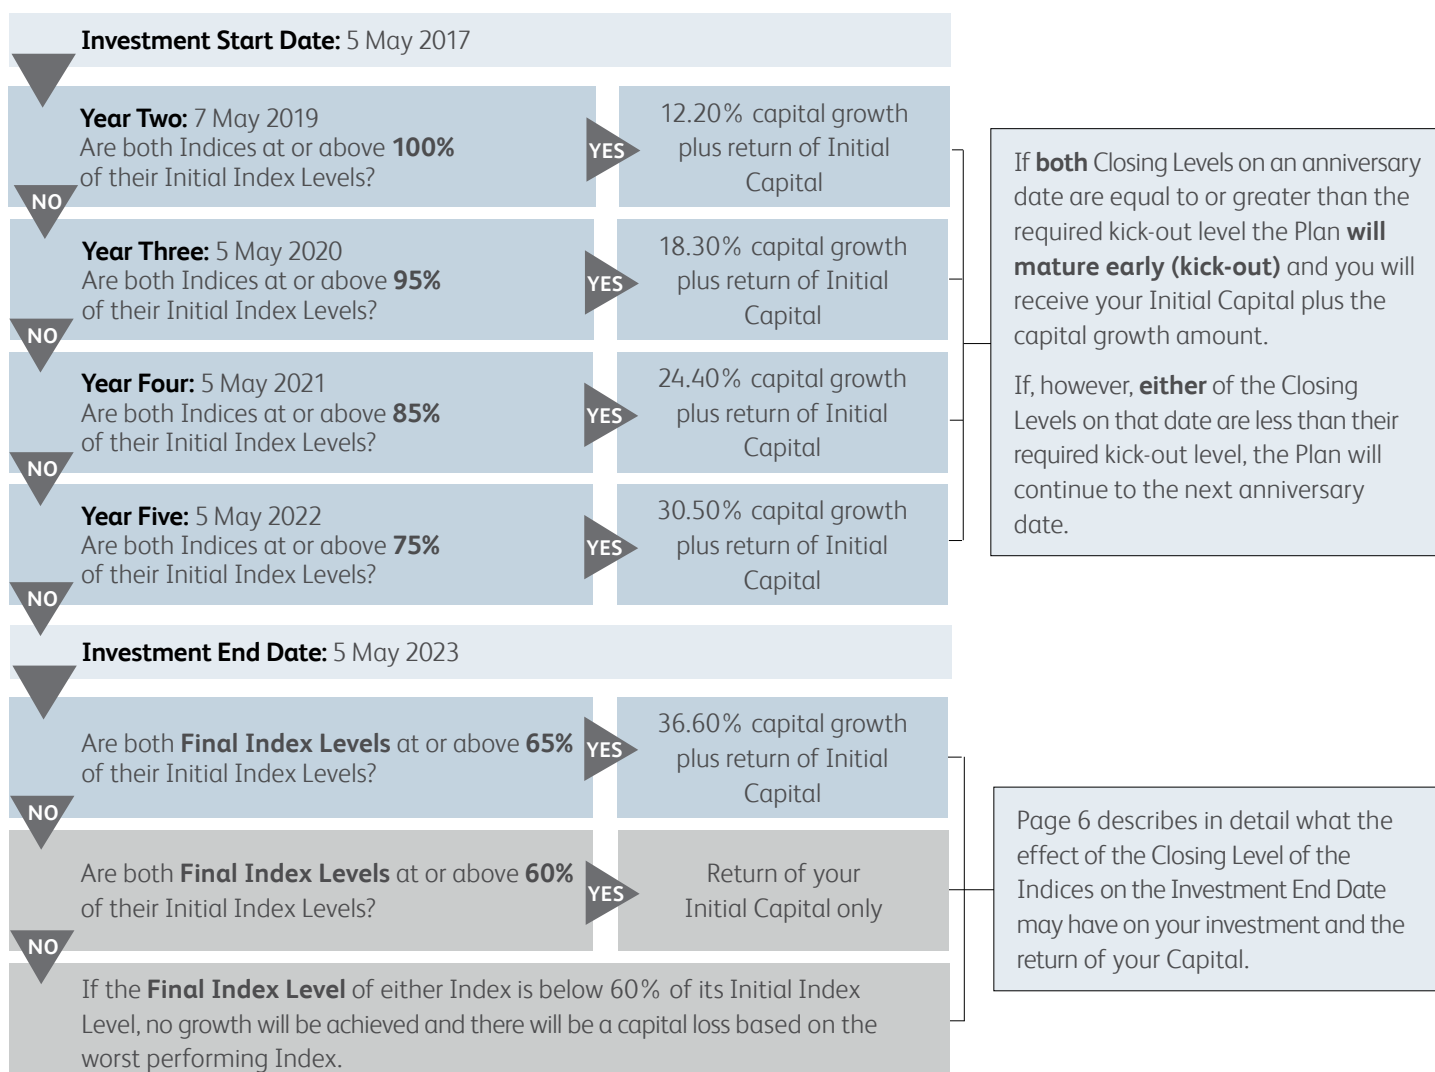 Investment Start Date: 5 May 2017
Year Two: 7 May 2019
Are both Indices at or above 100%
of their Initial Index Levels?
YES
12.20% capital growth
plus return of Initial
Capital
NO
Year Three: 5 May 2020
Are both Indices at or above 95%
of their Initial Index Levels?
YES
18.30% capital growth
plus return of Initial
Capital
NO
Year Four: 5 May 2021
Are both Indices at or above 85%
of their Initial Index Levels?
YES
24.40% capital growth
plus return of Initial
Capital
NO
Year Five: 5 May 2022
Are both Indices at or above 75%
of their Initial Index Levels?
YES
30.50% capital growth
plus return of Initial
Capital
NO
If both Closing Levels on an anniversary
date are equal to or greater than the
required kick-out level the Plan will
mature early (kick-out) and you will
receive your Initial Capital plus the
capital growth amount.
If, however, either of the Closing
Levels on that date are less than their
required kick-out level, the Plan will
continue to the next anniversary
date.
Investment End Date: 5 May 2023
Are both Final Index Levels at or above 65%
of their Initial Index Levels?
YES
36.60% capital growth
plus return of Initial
Capital
NO
Are both Final Index Levels at or above 60%
of their Initial Index Levels?
YES
Return of your
Initial Capital only
NO
If the Final Index Level of either Index is below 60% of its Initial Index
Level, no growth will be achieved and there will be a capital loss based on the
worst performing Index.
Page 6 describes in detail what the
effect of the Closing Level of the
Indices on the Investment End Date
may have on your investment and the
return of your Capital.